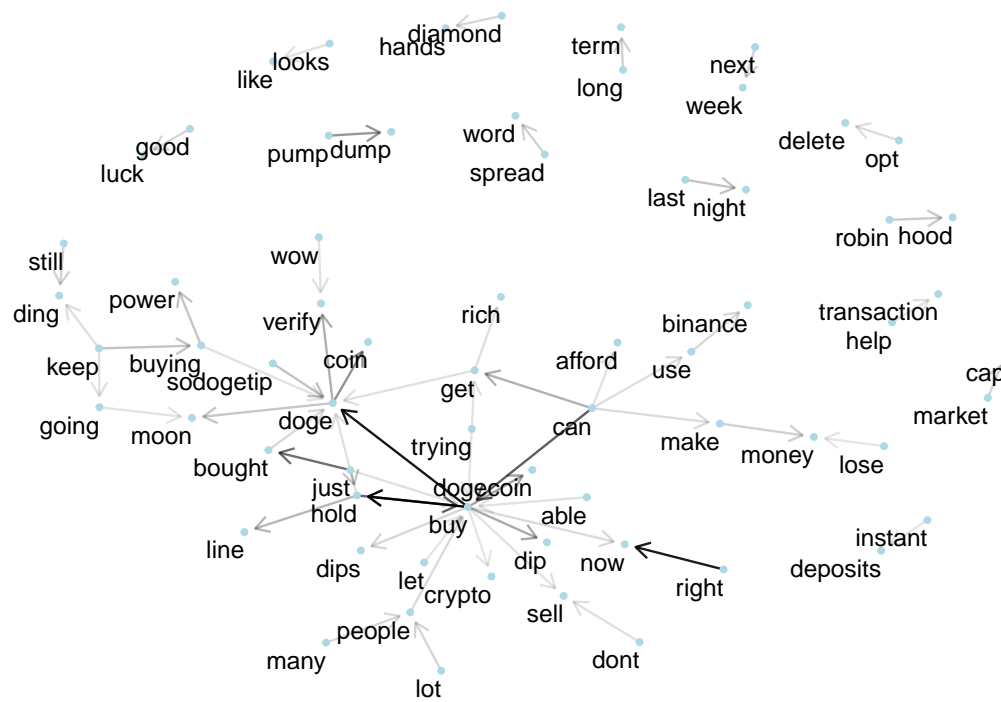 diamond
hands
term
looks
like
long
next
week
word
delete
good
luck
pump
dump
spread
opt
last
night
robin
hood
still
wow
ding
power
verify
rich
binance
transaction
help
keep
buying
sodogetip
coin
get
afford
use
cap
going
moon
doge
trying
can
make
market
money
lose
bought
just
hold
dogecoin
buy
able
line
dips
let
crypto
dip
now
right
instant
deposits
sell
people
many
lot
dont